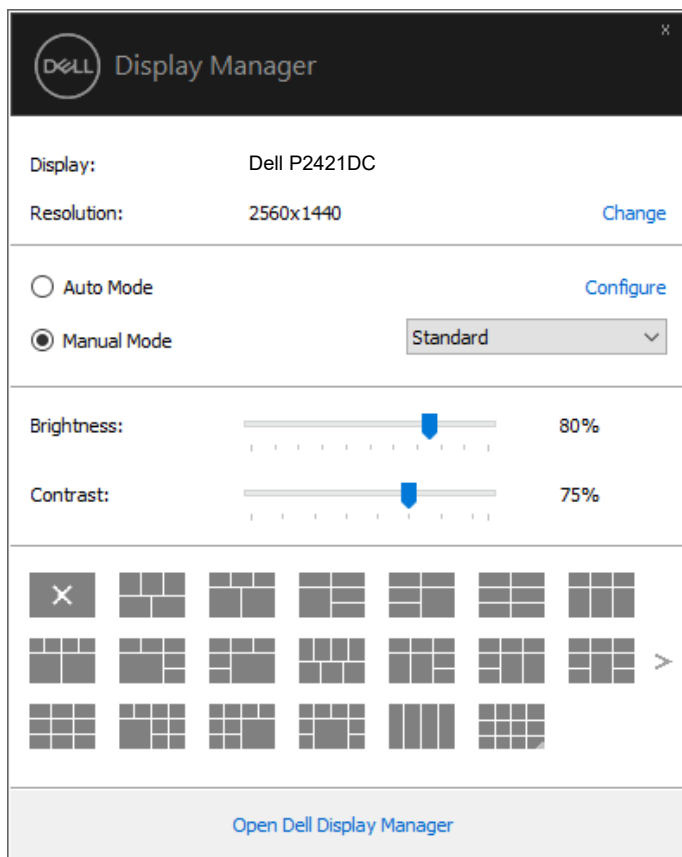 x
DELL Display Manager
Display: Dell P2421DC
Resolution: 2560x1440 Change
Auto Mode Configure
Manual Mode Standard
Brightness: 80%
Contrast: 75%
Open Dell Display Manager